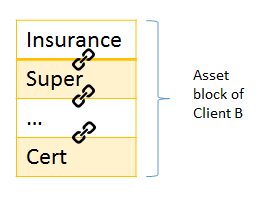 Insurance
Super
...
Cert
Asset
block of
Client B